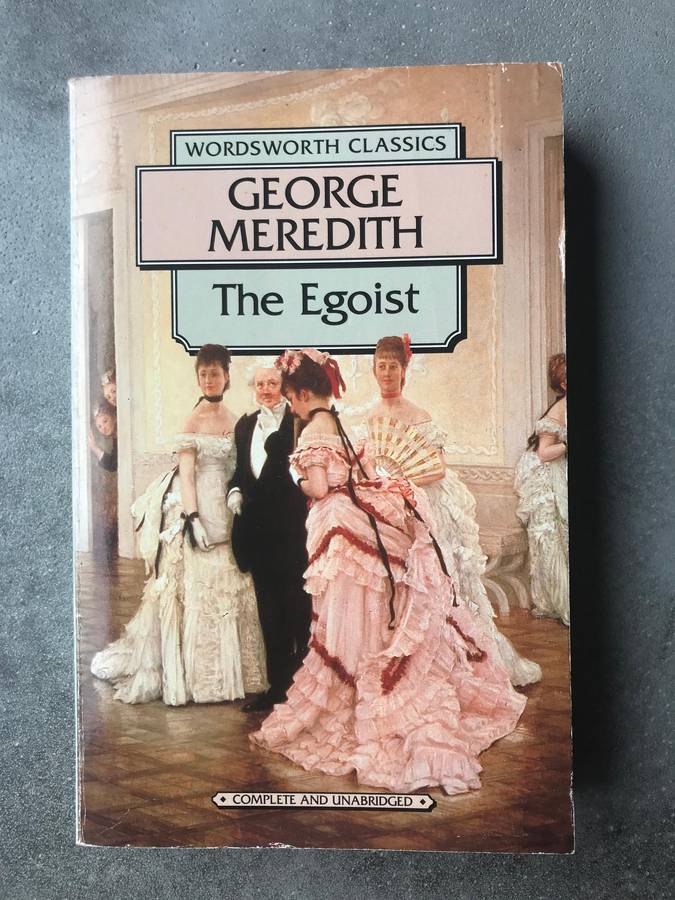 WORDSWORTH CLASSICS
GEORGE
MEREDITH
The Egoist
COMPLETE AND UNABRIDGED